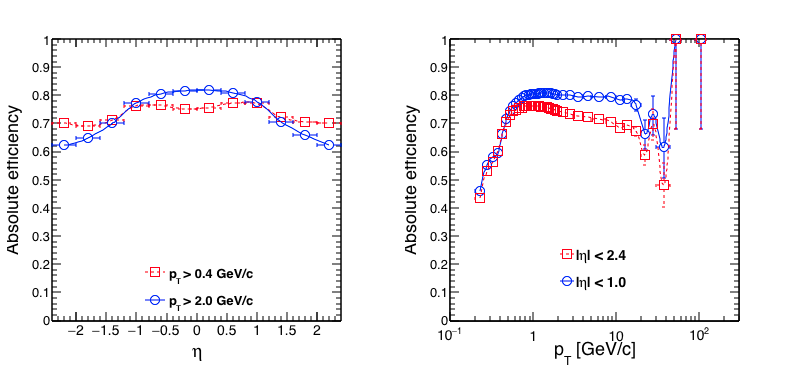 Absolute efficiency
1
0.9
0.8
0.7
0.6
0.5
0.4
0.3
0.2
0.1
0
p_T > 0.4 GeV/c
p_T > 2.0 GeV/c
−2 −1.5 −1 −0.5 0 0.5 1 1.5 2
η
Absolute efficiency
1
0.9
0.8
0.7
0.6
0.5
0.4
0.3
0.2
0.1
0
|η| < 2.4
|η| < 1.0
10⁻¹ 1 10 10²
p_T [GeV/c]